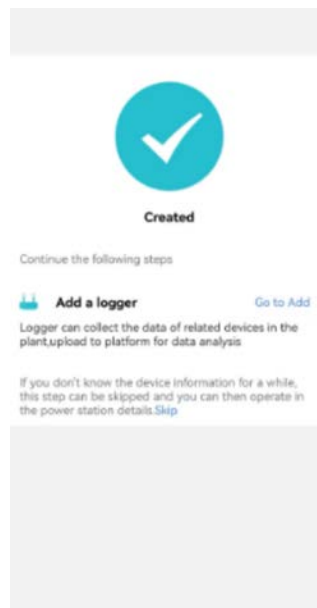 Created
Continue the following steps
Add a logger Go to Add
Logger can collect the data of related devices in the
plant,upload to platform for data analysis
If you don't know the device information for a while,
this step can be skipped and you can then operate in
the power station details.Skip